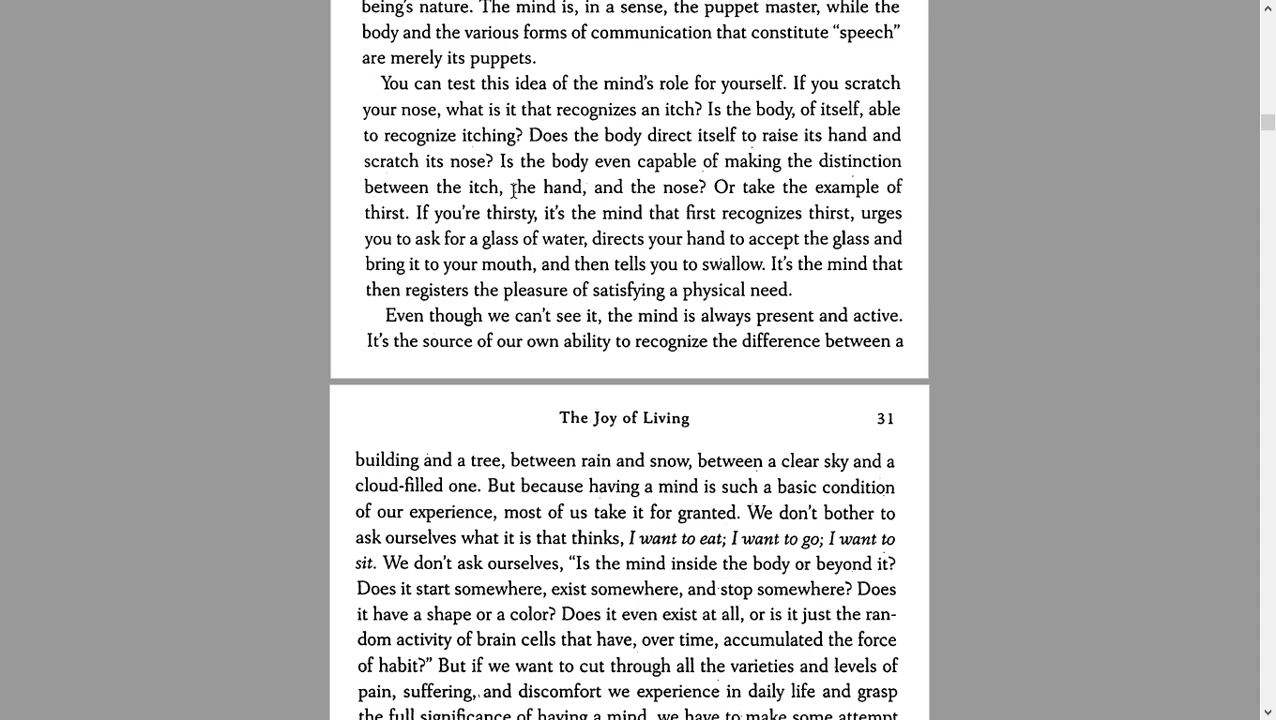 being's nature. The mind is, in a sense, the puppet master, while the
body and the various forms of communication that constitute “speech”
are merely its puppets.
You can test this idea of the mind's role for yourself. If you scratch
your nose, what is it that recognizes an itch? Is the body, of itself, able
to recognize itching? Does the body direct itself to raise its hand and
scratch its nose? Is the body even capable of making the distinction
between the itch, the hand, and the nose? Or take the example of
thirst. If you're thirsty, it's the mind that first recognizes thirst, urges
you to ask for a glass of water, directs your hand to accept the glass and
bring it to your mouth, and then tells you to swallow. It's the mind that
then registers the pleasure of satisfying a physical need.
Even though we can't see it, the mind is always present and active.
It's the source of our own ability to recognize the difference between a
The Joy of Living 31
building and a tree, between rain and snow, between a clear sky and a
cloud-filled one. But because having a mind is such a basic condition
of our experience, most of us take it for granted. We don't bother to
ask ourselves what it is that thinks, I want to eat; I want to go; I want to
sit. We don't ask ourselves, “Is the mind inside the body or beyond it?
Does it start somewhere, exist somewhere, and stop somewhere? Does
it have a shape or a color? Does it even exist at all, or is it just the ran-
dom activity of brain cells that have, over time, accumulated the force
of habit?” But if we want to cut through all the varieties and levels of
pain, suffering, and discomfort we experience in daily life and grasp
the full significance of having a mind, we have to make some attempt